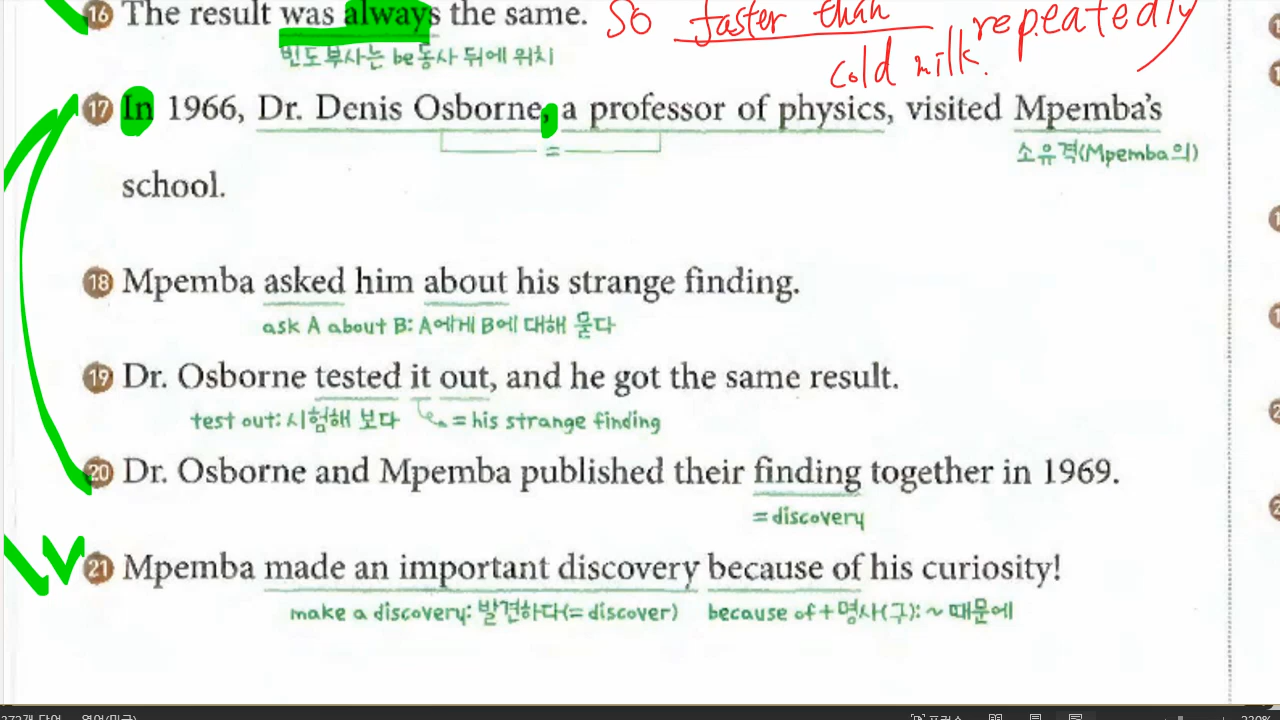 16 The result was always the same.
So faster than repeatedly
cold milk.
빈도부사는 be동사 뒤에 위치
17 In 1966, Dr. Denis Osborne, a professor of physics, visited Mpemba's
=
소유격(Mpemba의)
school.
18 Mpemba asked him about his strange finding.
ask A about B: A에게 B에 대해 묻다
19 Dr. Osborne tested it out, and he got the same result.
test out: 시험해 보다 = his strange finding
20 Dr. Osborne and Mpemba published their finding together in 1969.
= discovery
21 Mpemba made an important discovery because of his curiosity!
make a discovery: 발견하다(= discover) because of + 명사(구): ~ 때문에